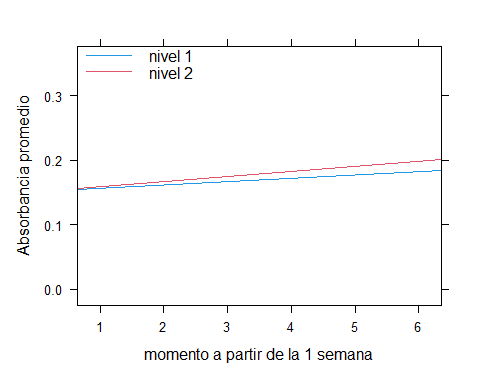 nivel 1
nivel 2
0.3
0.2
0.1
0.0
Absorbancia promedio
1 2 3 4 5 6
momento a partir de la 1 semana